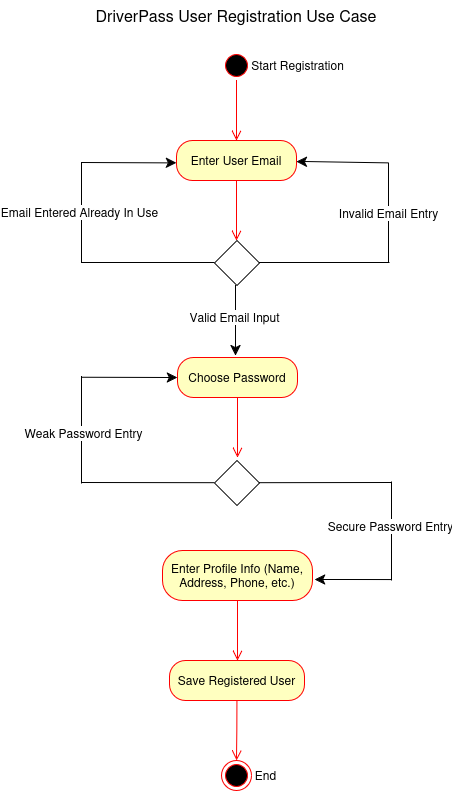 DriverPass User Registration Use Case
Start Registration
Enter User Email
Email Entered Already In Use
Invalid Email Entry
Valid Email Input
Choose Password
Weak Password Entry
Secure Password Entry
Enter Profile Info (Name,
Address, Phone, etc.)
Save Registered User
End